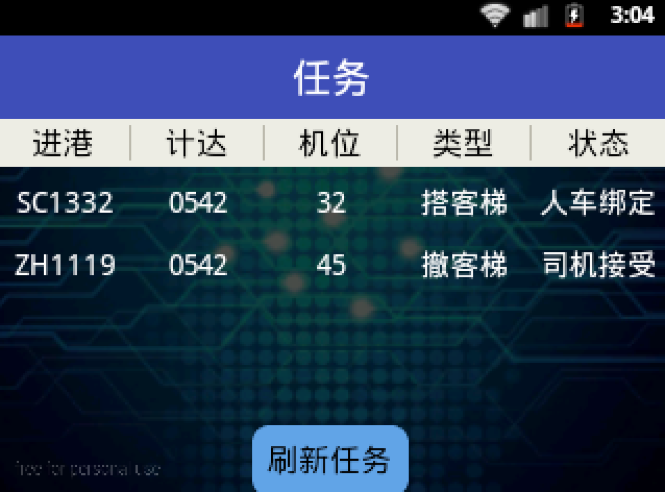 3:04
任务
进港 计达 机位 类型 状态
SC1332 0542 32 搭客梯 人车绑定
ZH1119 0542 45 撤客梯 司机接受
刷新任务
free for personal use